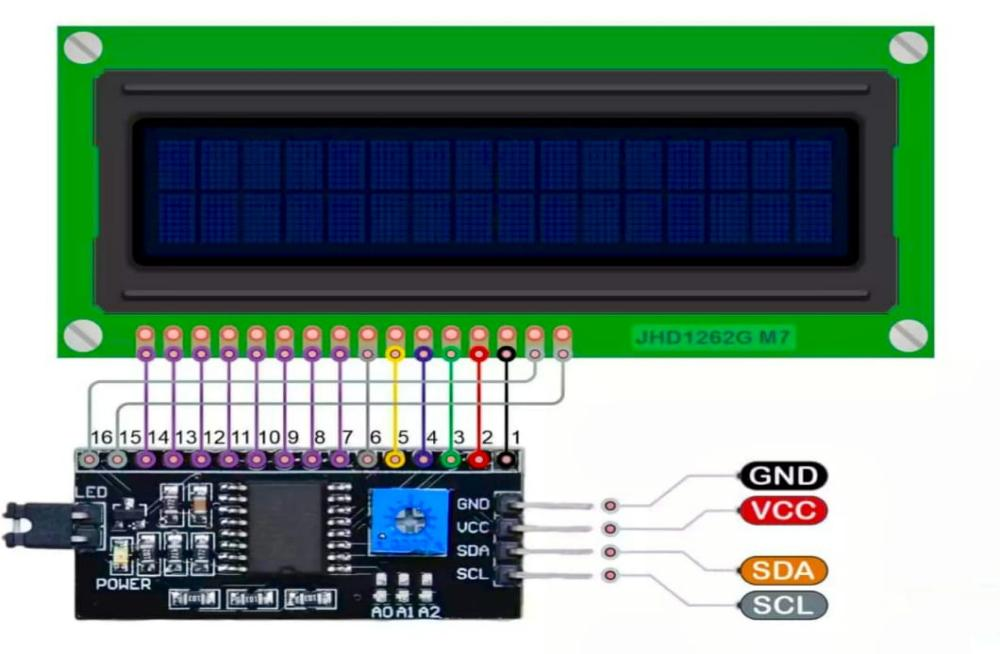 JHD1262G M7
16 15 14 13 12 11 10 9 8 7 6 5 4 3 2 1
LED
GND
VCC
SDA
SCL
POWER
A0 A1 A2
GND
VCC
SDA
SCL